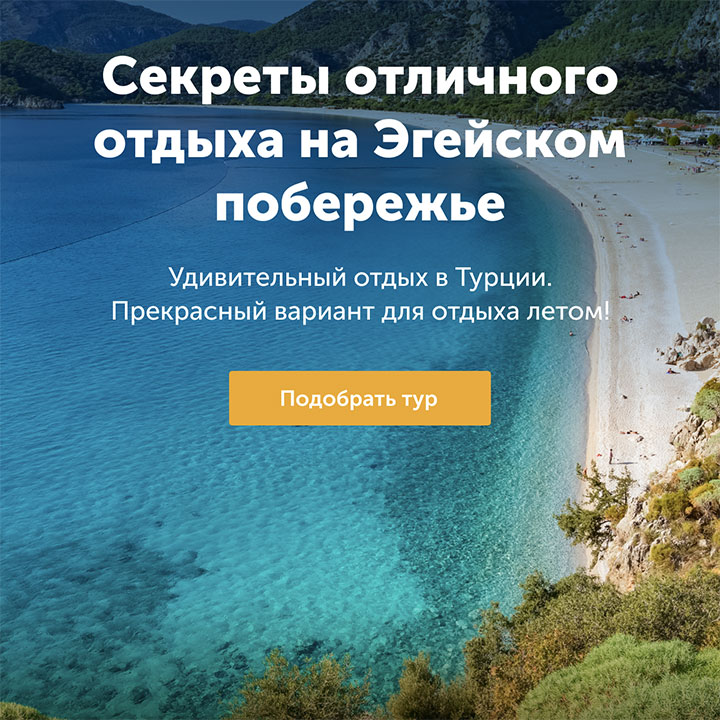 Секреты отличного
отдыха на Эгейском
побережье
Удивительный отдых в Турции.
Прекрасный вариант для отдыха летом!
Подобрать тур